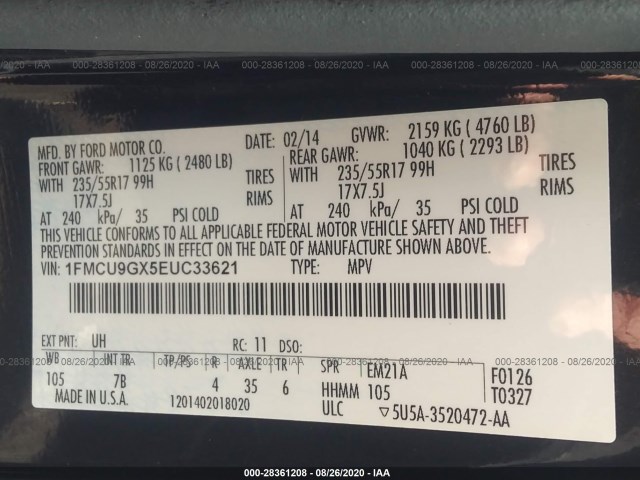 000-28361208 - 08/26/2020 - IAA 000-28361208 - 08/26/2020 - IAA
MFD. BY FORD MOTOR CO. DATE: 02/14 GVWR: 2159 KG ( 4760 LB)
FRONT GAWR: 1125 KG ( 2480 LB) REAR GAWR: 1040 KG ( 2293 LB)
WITH 235/55R17 99H TIRES WITH 235/55R17 99H TIRES
17X7.5J RIMS 17X7.5J RIMS
AT 240 kPa/ 35 PSI COLD AT 240 kPa/ 35 PSI COLD
THIS VEHICLE CONFORMS TO ALL APPLICABLE FEDERAL MOTOR VEHICLE SAFETY AND THEFT
PREVENTION STANDARDS IN EFFECT ON THE DATE OF MANUFACTURE SHOWN ABOVE.
VIN: 1FMCU9GX5EUC33621 TYPE: MPV
EXT PNT: UH RC: 11 DSO:
WB INT TR TP/PS R AXLE TR SPR EM21A F0126
105 7B 4 35 6 HHMM 105 T0327
MADE IN U.S.A. 1201402018020 ULC ▽5U5A-3520472-AA
000-28361208 - 08/26/2020 - IAA